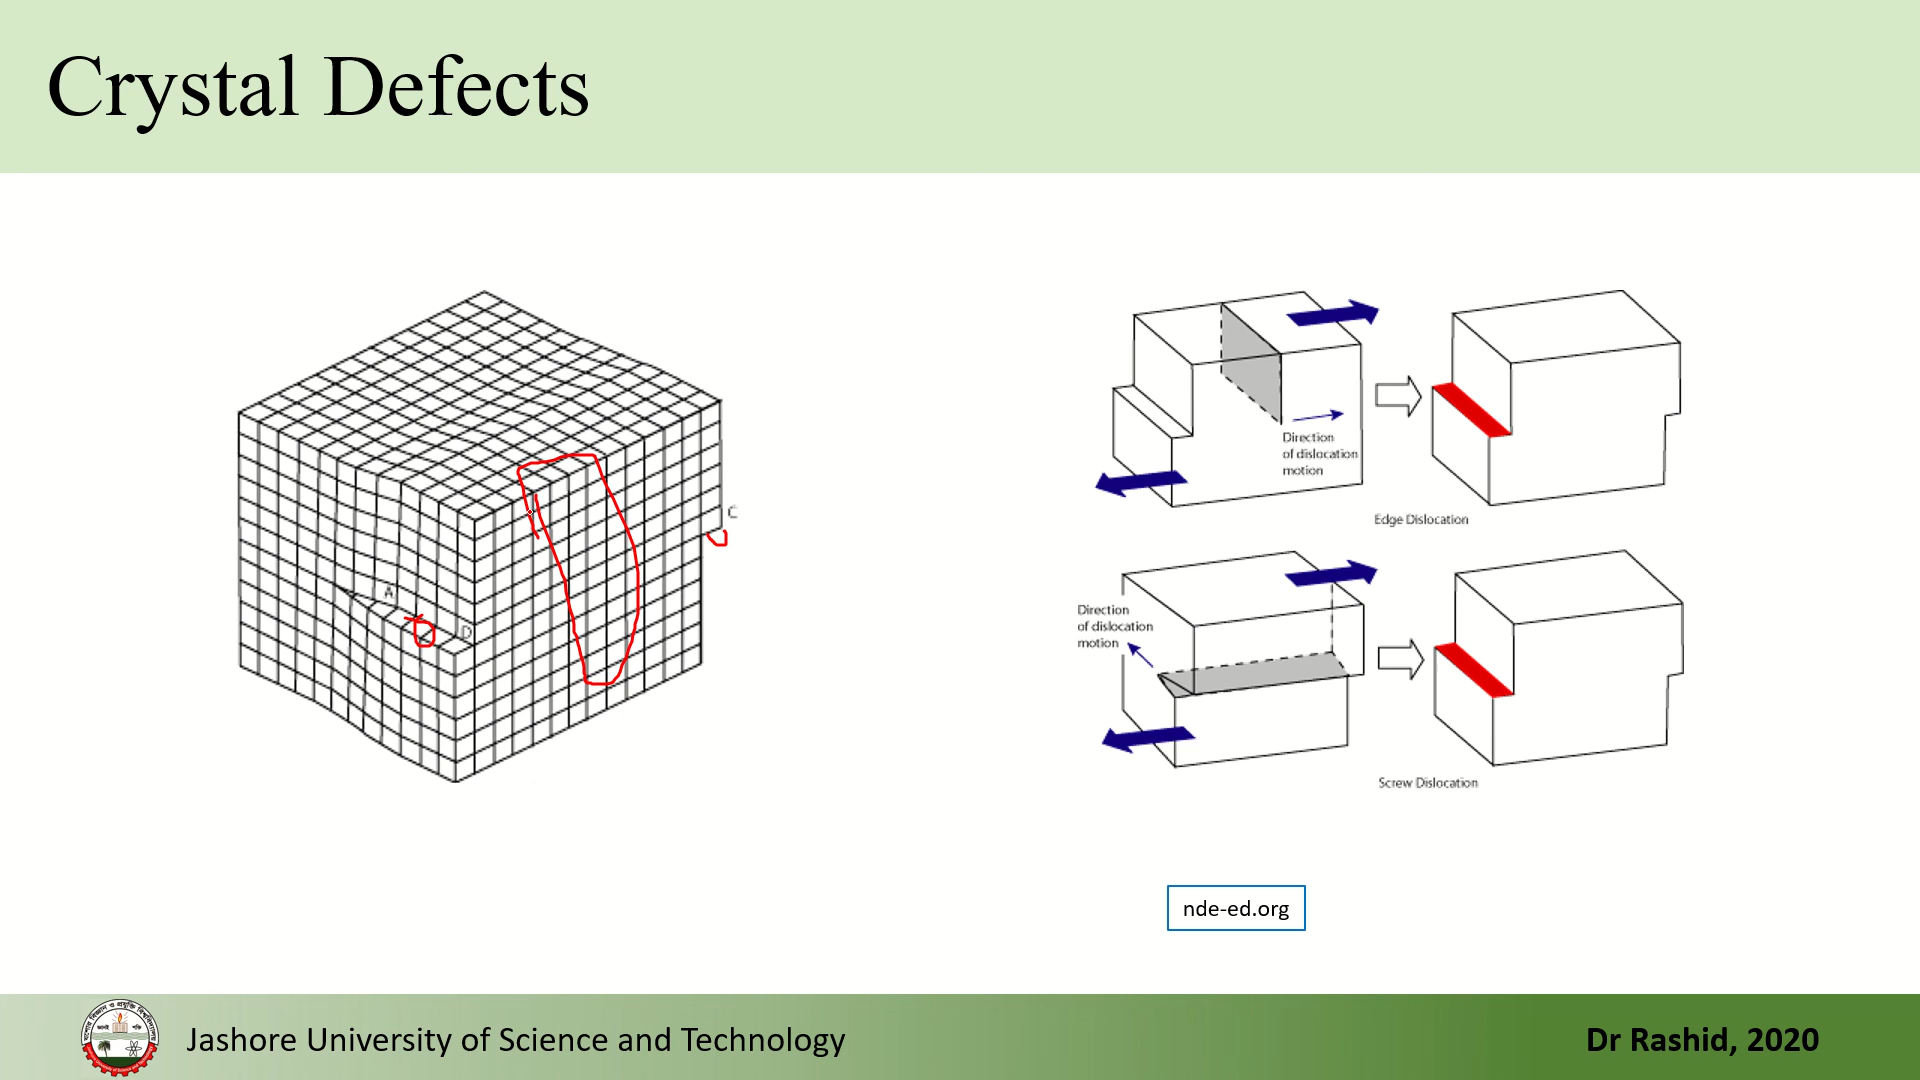 Crystal Defects
A
D
C
Direction
of dislocation
motion
Edge Dislocation
Direction
of dislocation
motion
Screw Dislocation
nde-ed.org
Jashore University of Science and Technology
Dr Rashid, 2020